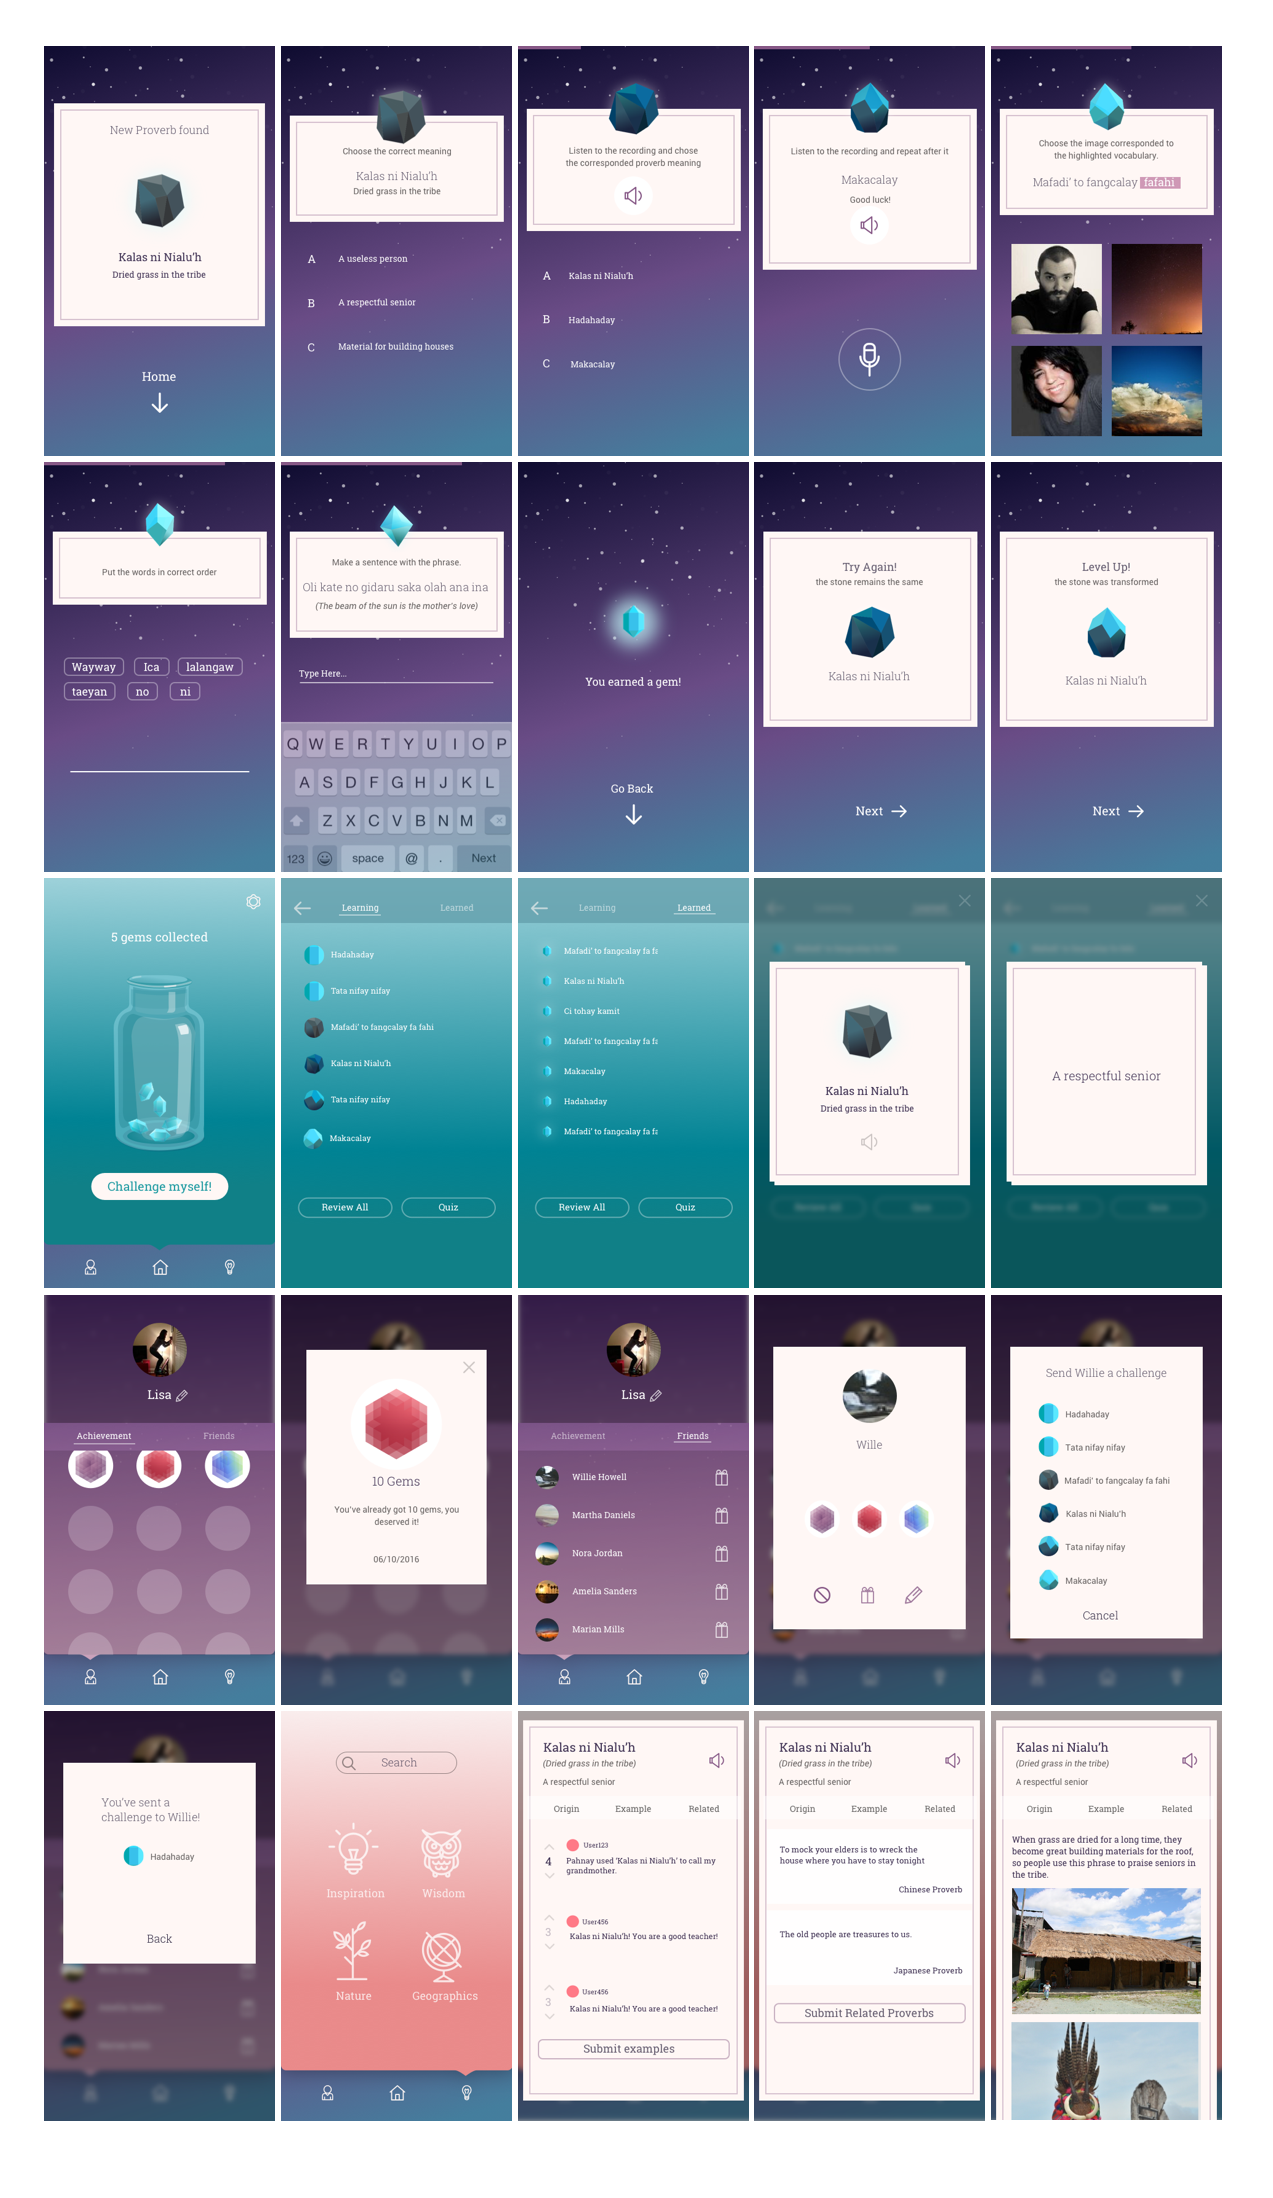 New Proverb found
Kalas ni Nialu’h
Dried grass in the tribe
Home
Choose the correct meaning
Kalas ni Nialu’h
Dried grass in the tribe
A A useless person
B A respectful senior
C Material for building houses
Listen to the recording and chose
the corresponded proverb meaning
A Kalas ni Nialu’h
B Hadahaday
C Makacalay
Listen to the recording and repeat after it
Makacalay
Good luck!
Choose the image corresponded to
the highlighted vocabulary.
Mafadi’ to fangcalay fafahi
Put the words in correct order
Wayway Ica lalangaw
taeyan no ni
Make a sentence with the phrase.
Oli kate no gidaru saka olah ana ina
(The beam of the sun is the mother’s love)
Type Here...
Q W E R T Y U I O P
A S D F G H J K L
Z X C V B N M
123 space @ . Next
You earned a gem!
Go Back
Try Again!
the stone remains the same
Kalas ni Nialu’h
Next
Level Up!
the stone was transformed
Kalas ni Nialu’h
Next
5 gems collected
Challenge myself!
Learning Learned
Hadahaday
Tata nifay nifay
Mafadi’ to fangcalay fa fahi
Kalas ni Nialu’h
Tata nifay nifay
Makacalay
Review All Quiz
Learning Learned
Mafadi’ to fangcalay fa fa
Kalas ni Nialu’h
Ci tohay kamit
Mafadi’ to fangcalay fa fa
Makacalay
Hadahaday
Mafadi’ to fangcalay fa fa
Review All Quiz
Kalas ni Nialu’h
Dried grass in the tribe
A respectful senior
Lisa
Achievement Friends
10 Gems
You’ve already got 10 gems, you
deserved it!
06/10/2016
Lisa
Achievement Friends
Willie Howell
Martha Daniels
Nora Jordan
Amelia Sanders
Marian Mills
Wille
Send Willie a challenge
Hadahaday
Tata nifay nifay
Mafadi’ to fangcalay fa fahi
Kalas ni Nialu’h
Tata nifay nifay
Makacalay
Cancel
You’ve sent a
challenge to Willie!
Hadahaday
Back
Search
Inspiration Wisdom
Nature Geographics
Kalas ni Nialu’h
(Dried grass in the tribe)
A respectful senior
Origin Example Related
User123
4
Pahnay used ‘Kalas ni Nialu’h’ to call my
grandmother.
User456
3
Kalas ni Nialu’h! You are a good teacher!
User456
3
Kalas ni Nialu’h! You are a good teacher!
Submit examples
Kalas ni Nialu’h
(Dried grass in the tribe)
A respectful senior
Origin Example Related
To mock your elders is to wreck the
house where you have to stay tonight
Chinese Proverb
The old people are treasures to us.
Japanese Proverb
Submit Related Proverbs
Kalas ni Nialu’h
(Dried grass in the tribe)
A respectful senior
Origin Example Related
When grass are dried for a long time, they
become great building materials for the roof,
so people use this phrase to praise seniors in
the tribe.